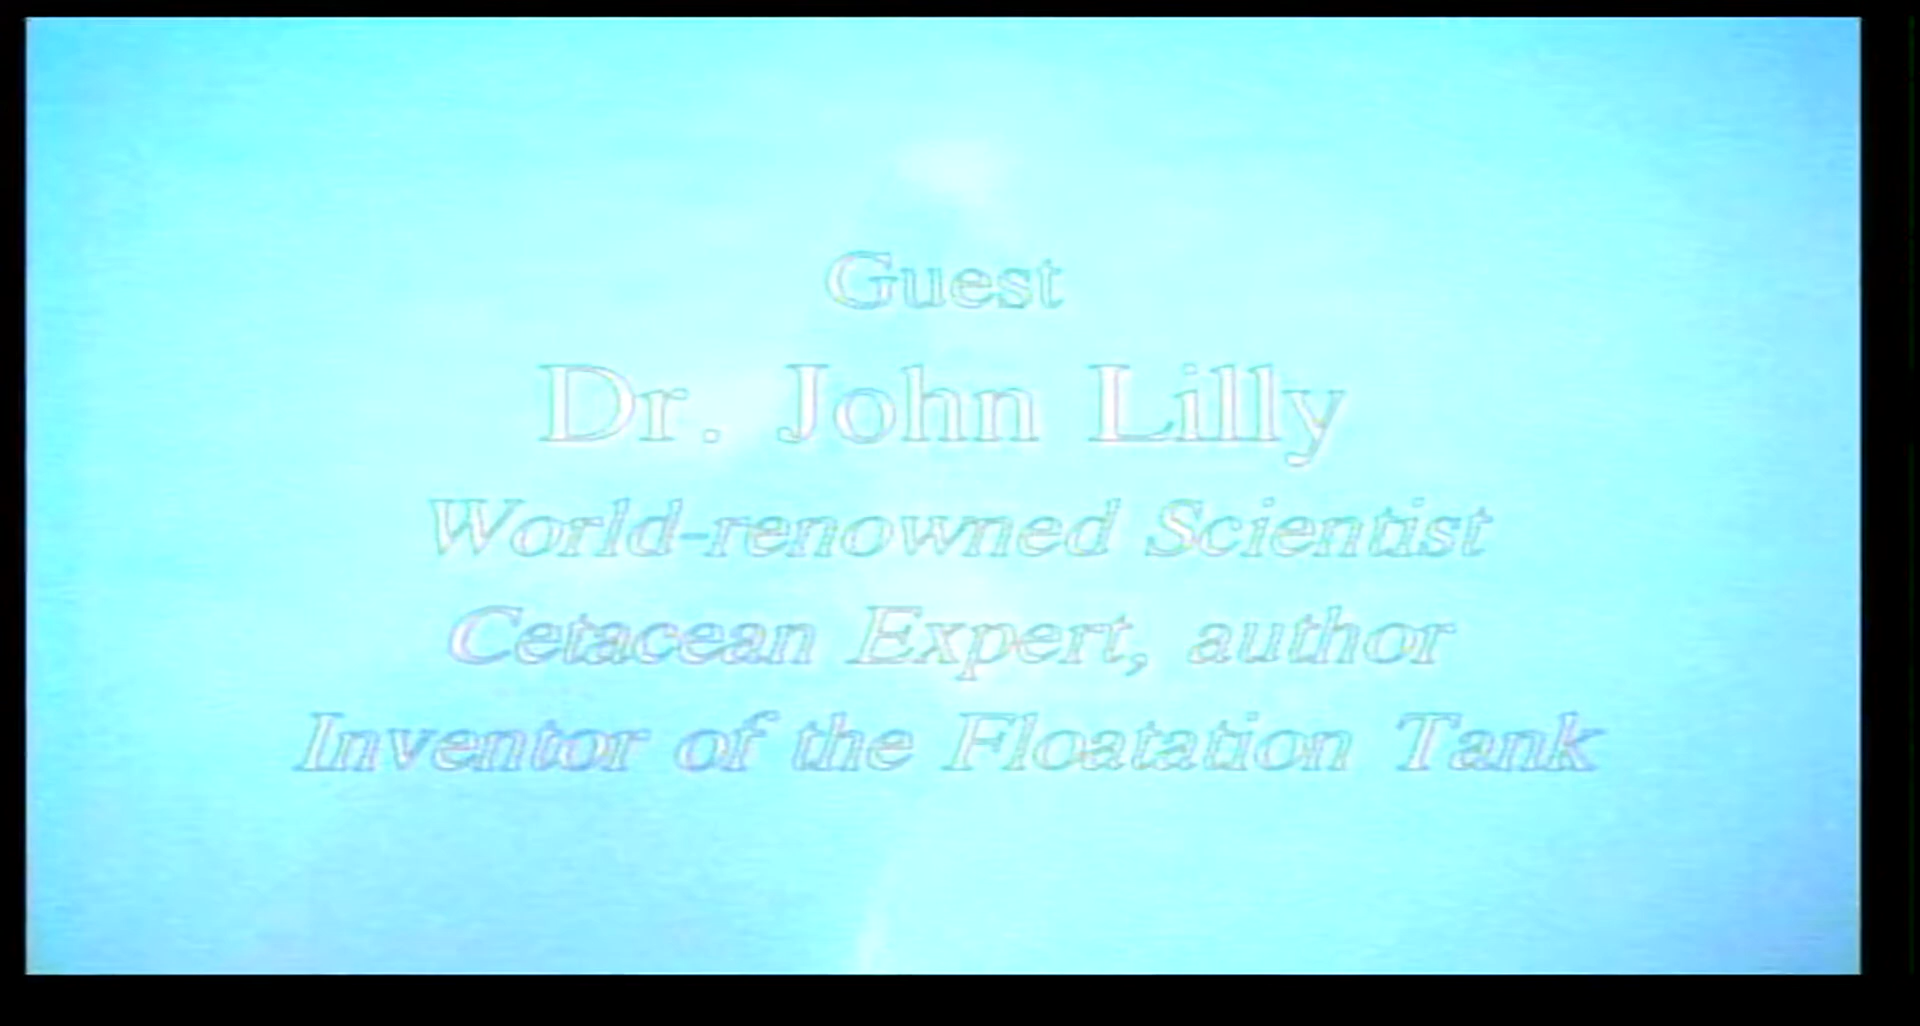 Guest
Dr. John Lilly
World-renowned Scientist
Cetacean Expert, author
Inventor of the Floatation Tank